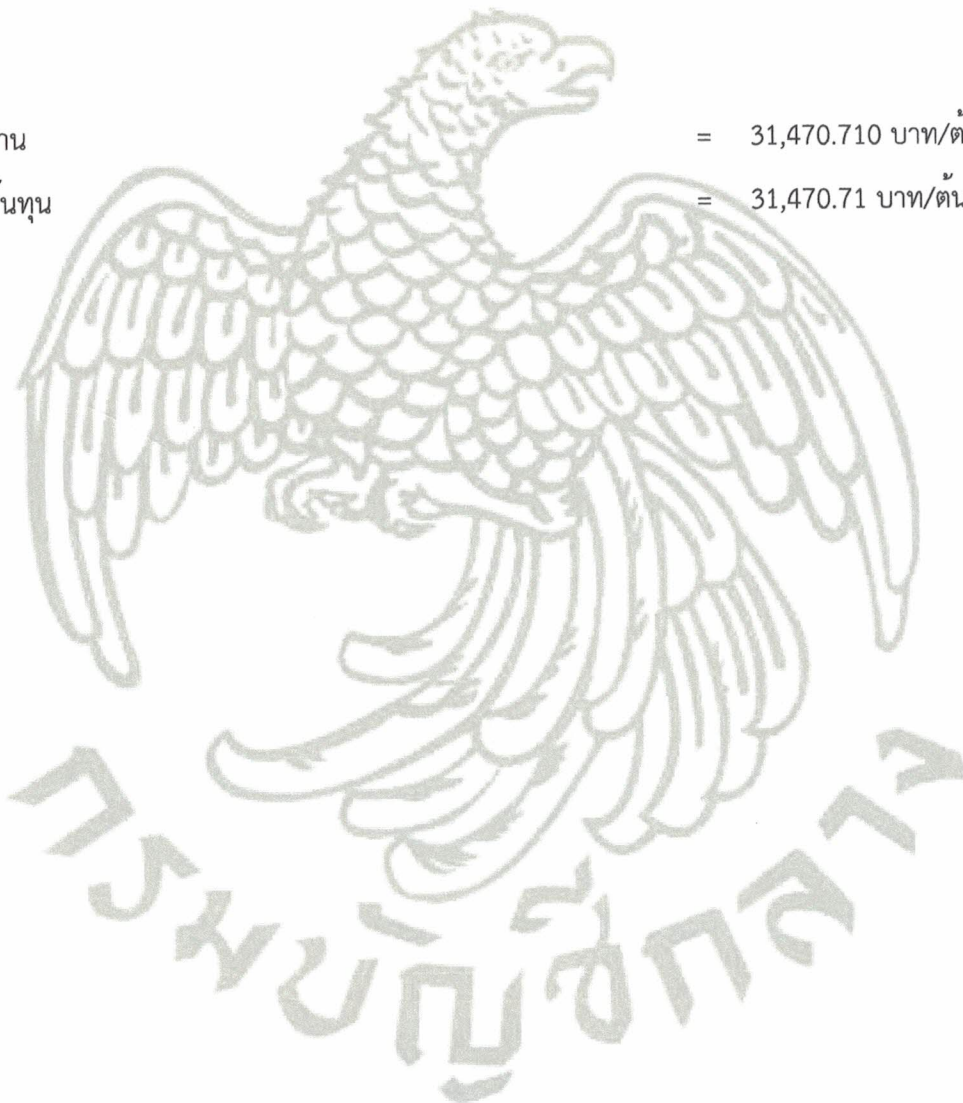 าน = 31,470.710 บาท/ต้
ันทุน = 31,470.71 บาท/ต้น
กรมบัญชีกลาง